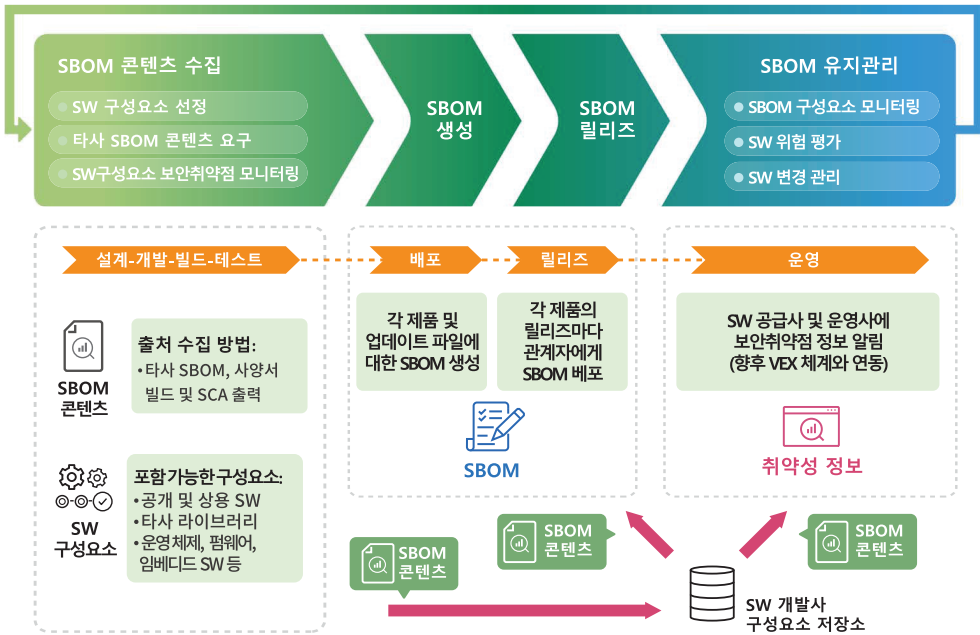 SBOM 콘텐츠 수집
SW 구성요소 선정
타사 SBOM 콘텐츠 요구
SW구성요소 보안취약점 모니터링
SBOM
생성
SBOM
릴리즈
SBOM 유지관리
SBOM 구성요소 모니터링
SW 위험 평가
SW 변경 관리
설계-개발-빌드-테스트
배포
릴리즈
운영
SBOM
콘텐츠
출처 수집 방법:
• 타사 SBOM, 사양서
빌드 및 SCA 출력
SW
구성요소
포함 가능한 구성요소:
• 공개 및 상용 SW
• 타사 라이브러리
• 운영체제, 펌웨어,
임베디드 SW 등
각 제품 및
업데이트 파일에
대한 SBOM 생성
각 제품의
릴리즈마다
관계자에게
SBOM 베포
SBOM
SW 공급사 및 운영사에
보안취약점 정보 알림
(향후 VEX 체계와 연동)
취약성 정보
SBOM
콘텐츠
SBOM
콘텐츠
SBOM
콘텐츠
SW 개발사
구성요소 저장소